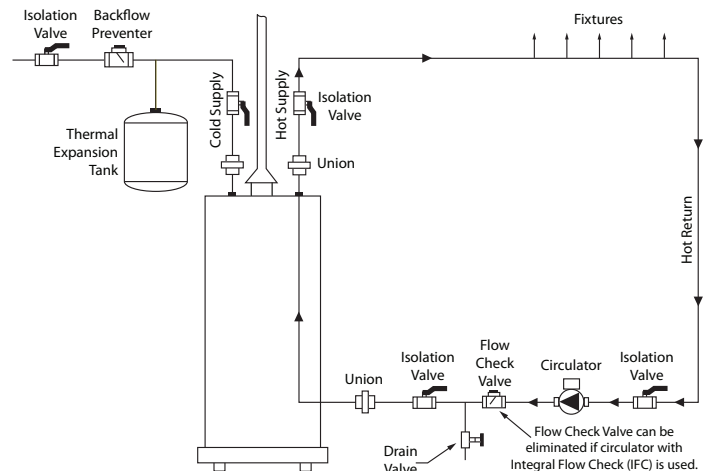 Isolation
Valve
Backflow
Preventer
Fixtures
Thermal
Expansion
Tank
Cold Supply
Hot Supply
Isolation
Valve
Union
Hot Return
Union
Isolation
Valve
Flow
Check
Valve
Circulator
Isolation
Valve
Drain
Valve
Flow Check Valve can be
eliminated if circulator with
Integral Flow Check (IFC) is used.